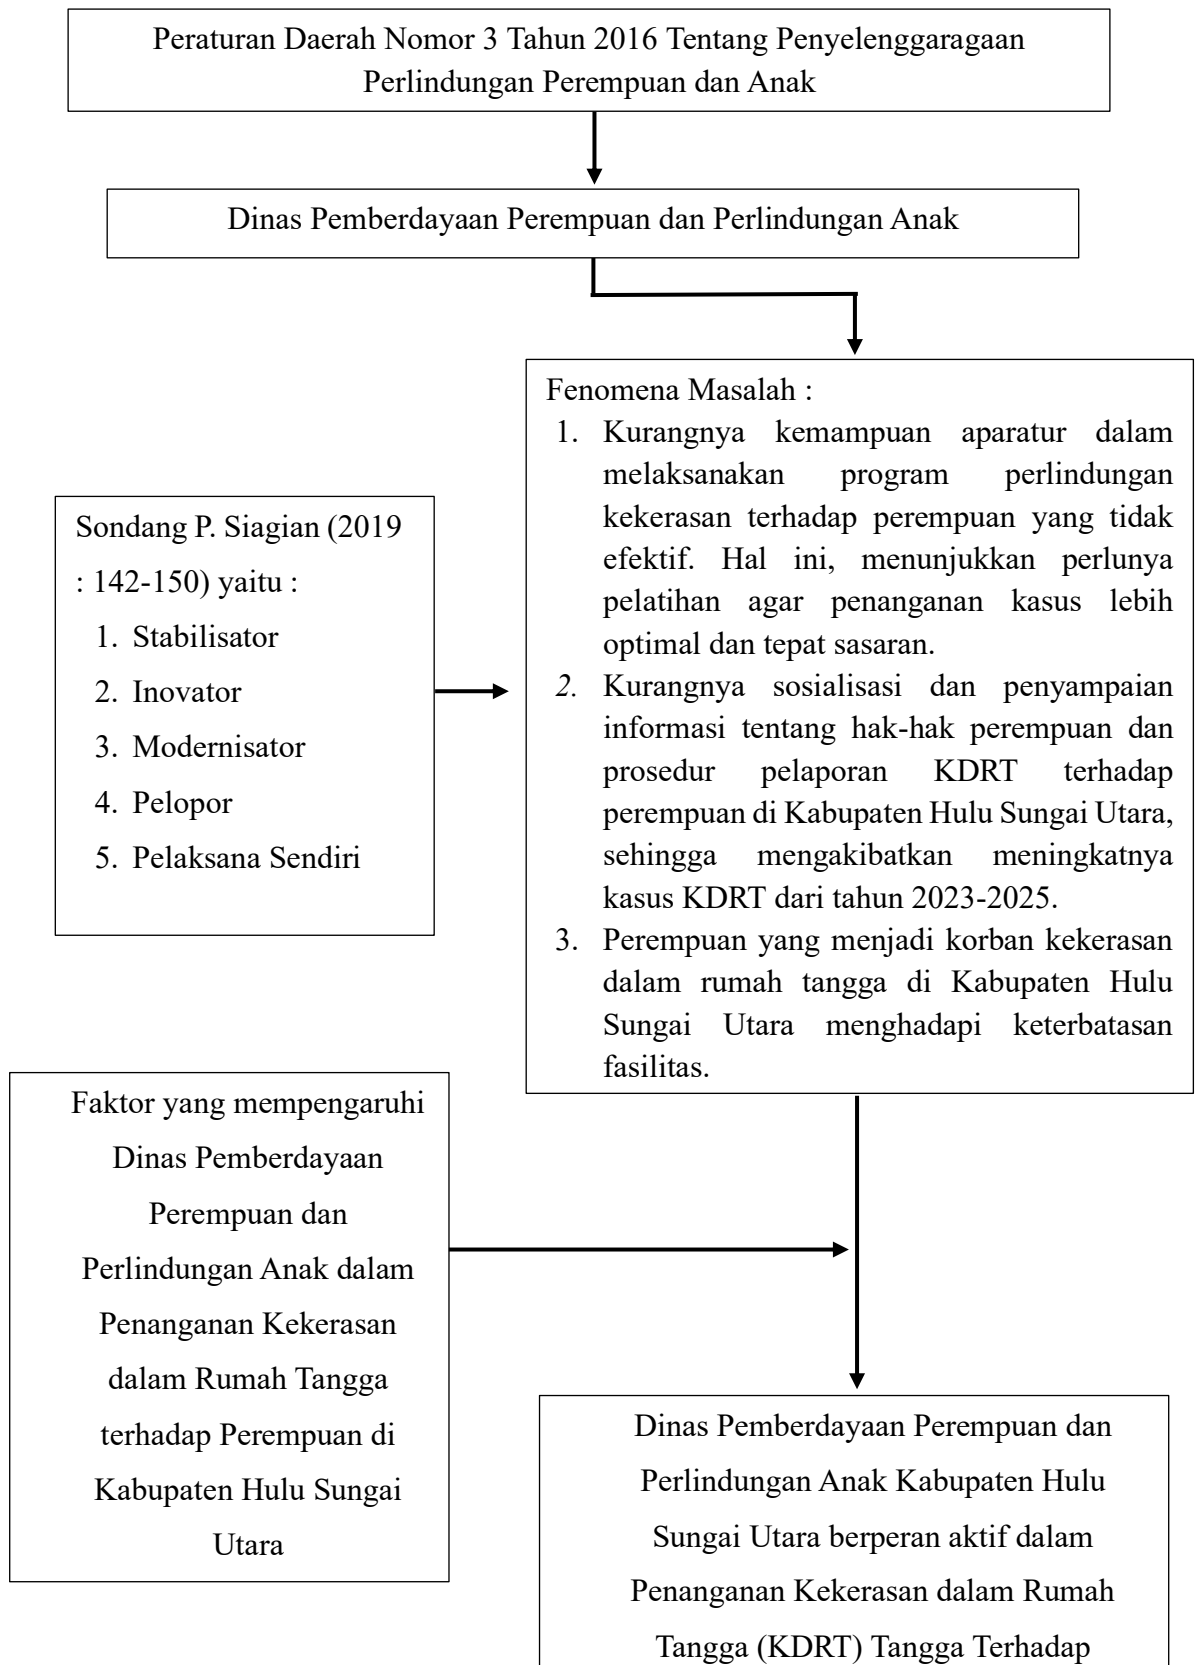 Peraturan Daerah Nomor 3 Tahun 2016 Tentang Penyelenggaragaan
Perlindungan Perempuan dan Anak
Dinas Pemberdayaan Perempuan dan Perlindungan Anak
Fenomena Masalah :
1. Kurangnya kemampuan aparatur dalam
melaksanakan program perlindungan
kekerasan terhadap perempuan yang tidak
efektif. Hal ini, menunjukkan perlunya
pelatihan agar penanganan kasus lebih
optimal dan tepat sasaran.
2. Kurangnya sosialisasi dan penyampaian
informasi tentang hak-hak perempuan dan
prosedur pelaporan KDRT terhadap
perempuan di Kabupaten Hulu Sungai Utara,
sehingga mengakibatkan meningkatnya
kasus KDRT dari tahun 2023-2025.
3. Perempuan yang menjadi korban kekerasan
dalam rumah tangga di Kabupaten Hulu
Sungai Utara menghadapi keterbatasan
fasilitas.
Sondang P. Siagian (2019
: 142-150) yaitu :
1. Stabilisator
2. Inovator
3. Modernisator
4. Pelopor
5. Pelaksana Sendiri
Faktor yang mempengaruhi
Dinas Pemberdayaan
Perempuan dan
Perlindungan Anak dalam
Penanganan Kekerasan
dalam Rumah Tangga
terhadap Perempuan di
Kabupaten Hulu Sungai
Utara
Dinas Pemberdayaan Perempuan dan
Perlindungan Anak Kabupaten Hulu
Sungai Utara berperan aktif dalam
Penanganan Kekerasan dalam Rumah
Tangga (KDRT) Tangga Terhadap